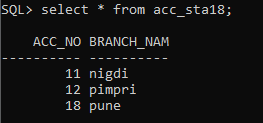 SQL> select * from acc_sta18;
ACC_NO BRANCH_NAM
---------- ----------
11 nigdi
12 pimpri
18 pune